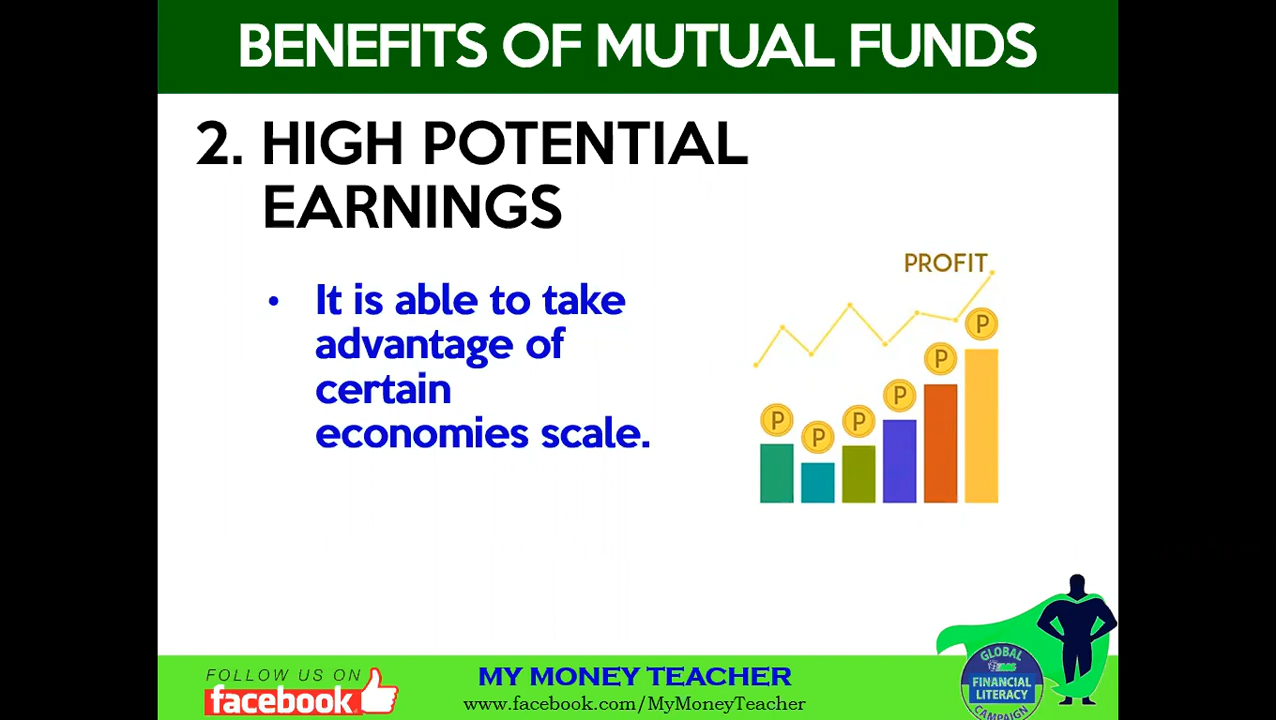 BENEFITS OF MUTUAL FUNDS
2. HIGH POTENTIAL
EARNINGS
• It is able to take
advantage of
certain
economies scale.
PROFIT
P
P
P
P
P
P
FOLLOW US ON
facebook
MY MONEY TEACHER
www.facebook.com/MyMoneyTeacher
GLOBAL
FINANCIAL
LITERACY
CAMPAIGN